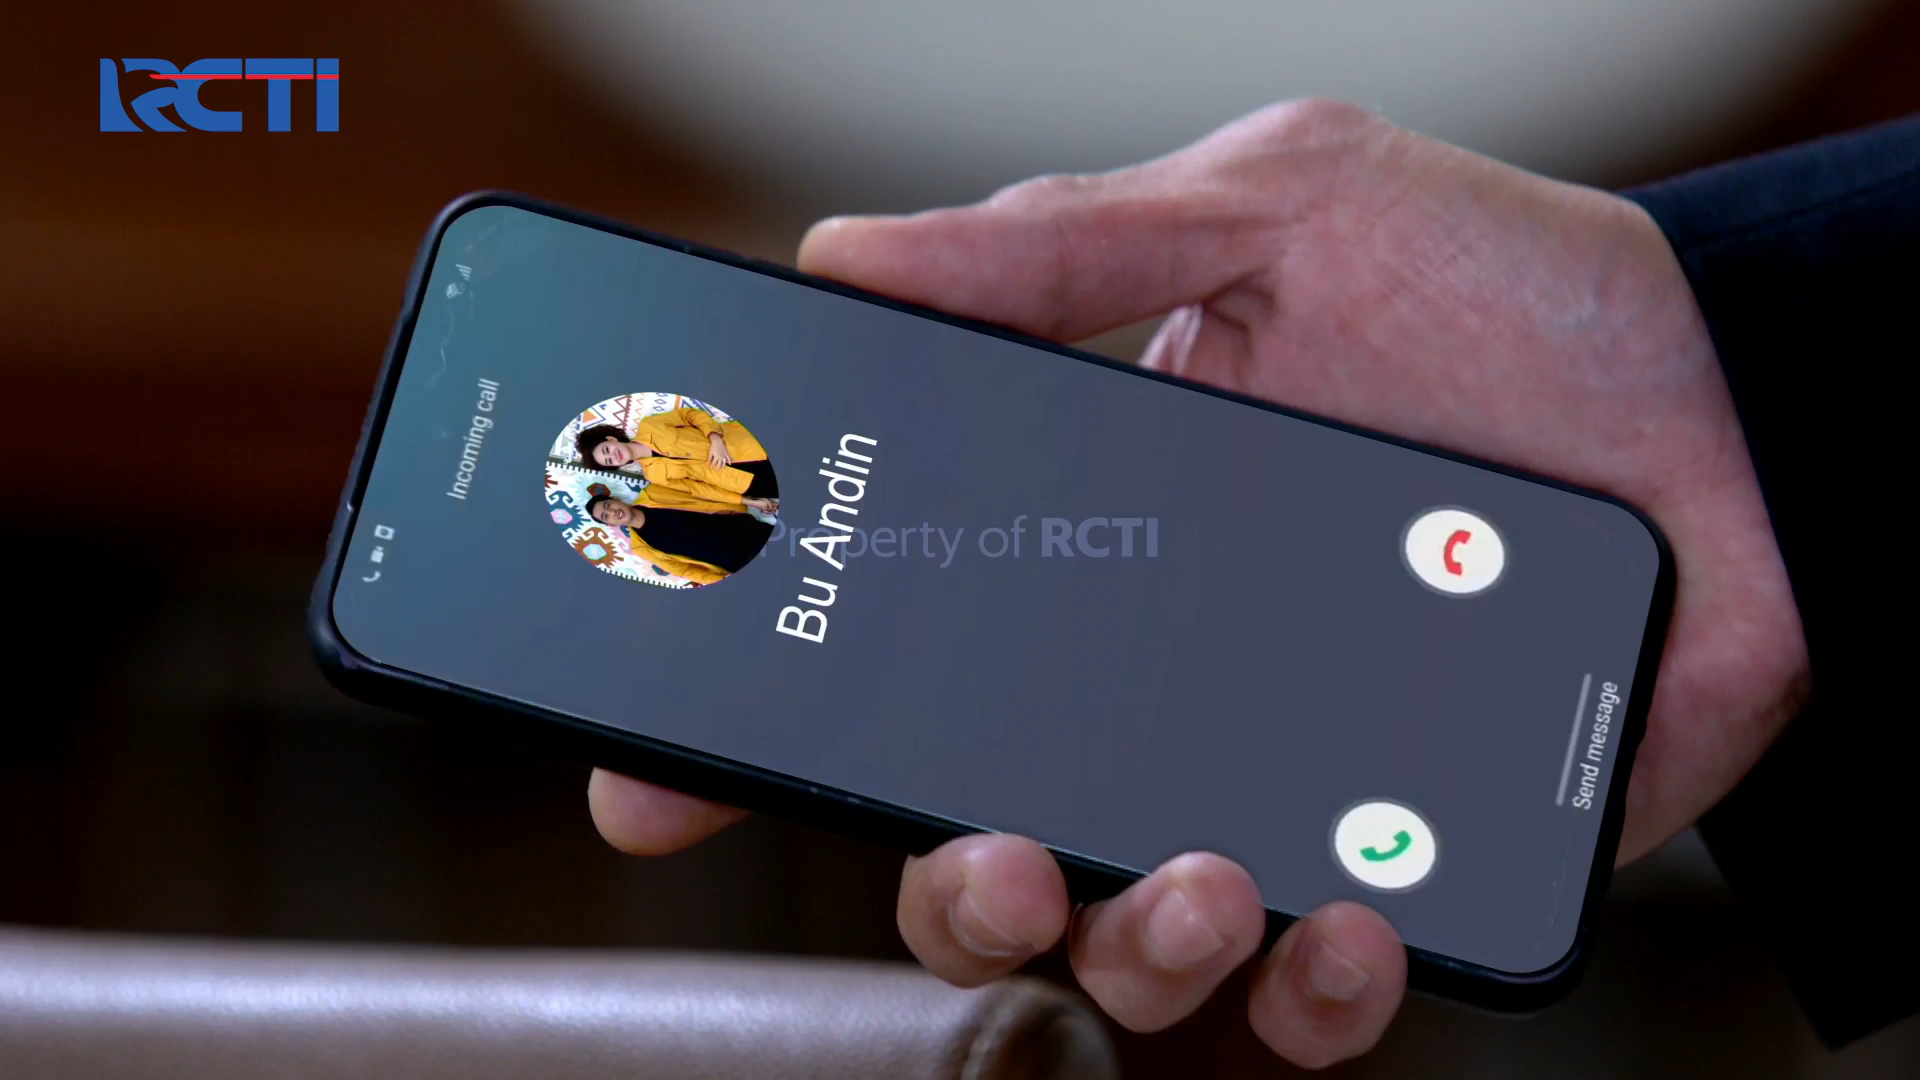 RCTI
Incoming call
Bu Andin
Property of RCTI
Send message